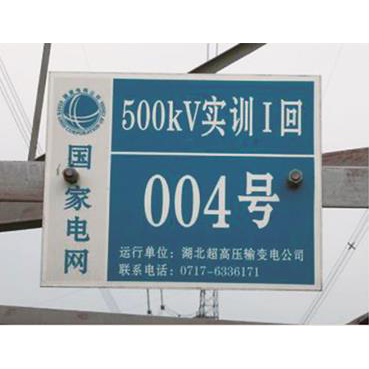 国家电网
500kV实训I回
004号
运行单位：湖北超高压输变电公司
联系电话：0717-6336171